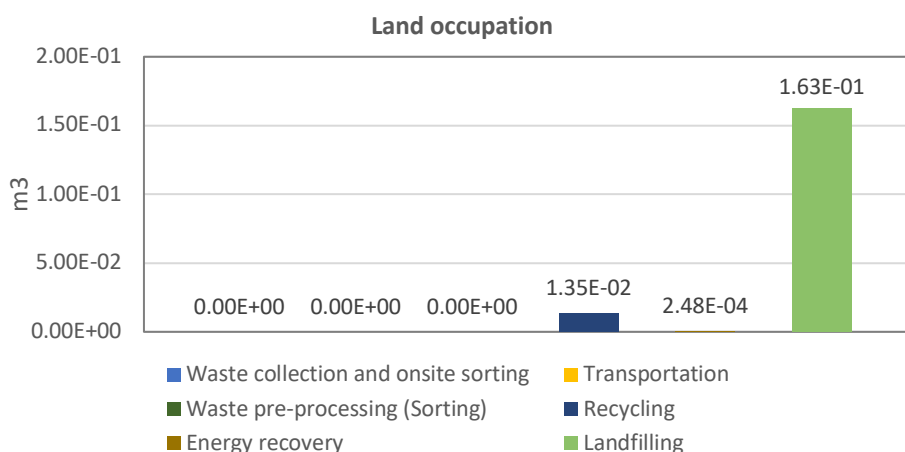 Land occupation
2.00E-01
1.50E-01
1.00E-01
5.00E-02
0.00E+00
m3
0.00E+00 0.00E+00 0.00E+00 1.35E-02 2.48E-04 1.63E-01
Waste collection and onsite sorting Transportation
Waste pre-processing (Sorting) Recycling
Energy recovery Landfilling